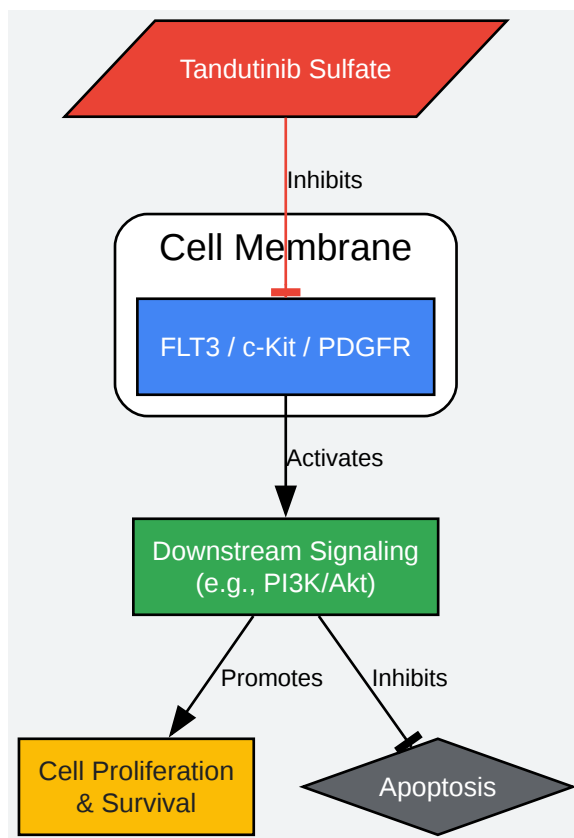 Tandutinib Sulfate
Inhibits
Cell Membrane
FLT3 / c-Kit / PDGFR
Activates
Downstream Signaling
(e.g., PI3K/Akt)
Promotes
Inhibits
Cell Proliferation
& Survival
Apoptosis